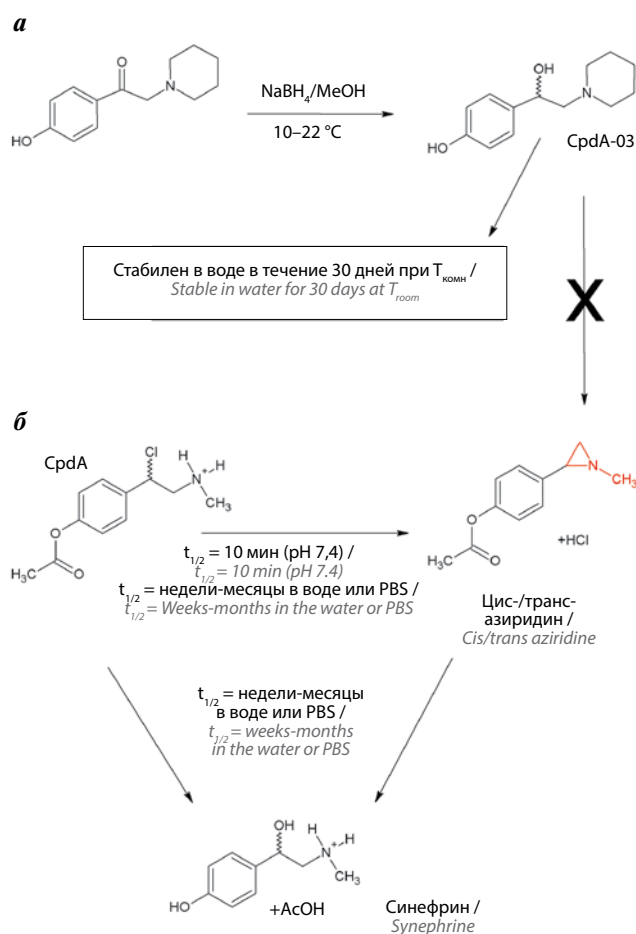 а
O
N
HO
NaBH₄/MeOH
10–22 °C
OH
N
HO
CpdA-03
Стабилен в воде в течение 30 дней при Tкомн /
Stable in water for 30 days at Troom
X
б
CpdA
Cl
H
H
N⁺
CH₃
O
H₃C
O
t₁/₂ = 10 мин (pH 7,4) /
t₁/₂ = 10 min (pH 7.4)
t₁/₂ = недели-месяцы в воде или PBS /
t₁/₂ = Weeks-months in the water or PBS
N
CH₃
O
H₃C
O
+HCl
Цис-/транс-
азиридин /
Cis/trans aziridine
t₁/₂ = недели-месяцы
в воде или PBS /
t₁/₂ = weeks-months
in the water or PBS
OH
H
H
N⁺
CH₃
HO
+AcOH
Синефрин /
Synephrine